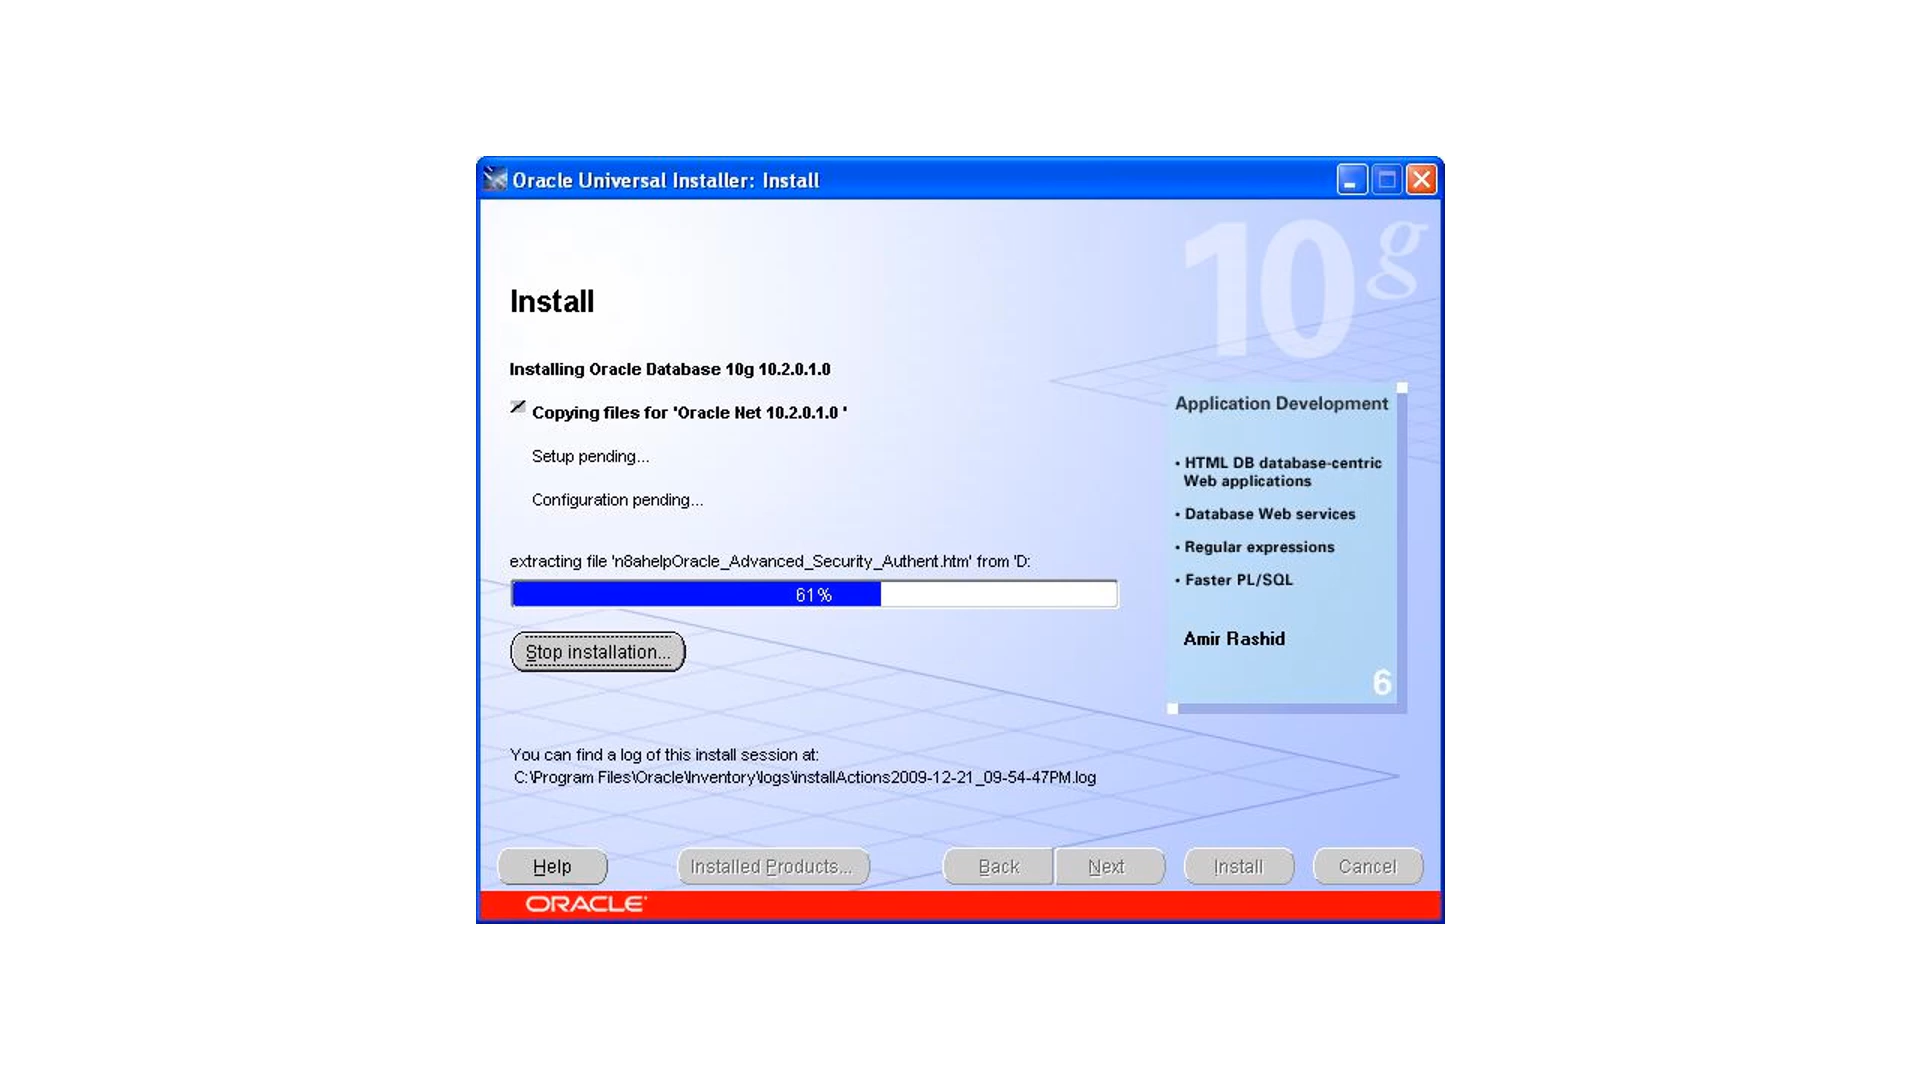 Oracle Universal Installer: Install
10g
Install
Installing Oracle Database 10g 10.2.0.1.0
Copying files for 'Oracle Net 10.2.0.1.0 '
Setup pending...
Configuration pending...
extracting file 'n8ahelpOracle_Advanced_Security_Authent.htm' from 'D:
61%
Stop installation...
Application Development
• HTML DB database-centric
Web applications
• Database Web services
• Regular expressions
• Faster PL/SQL
Amir Rashid
6
You can find a log of this install session at:
C:\Program Files\Oracle\Inventory\logs\installActions2009-12-21_09-54-47PM.log
Help
Installed Products...
Back
Next
Install
Cancel
ORACLE